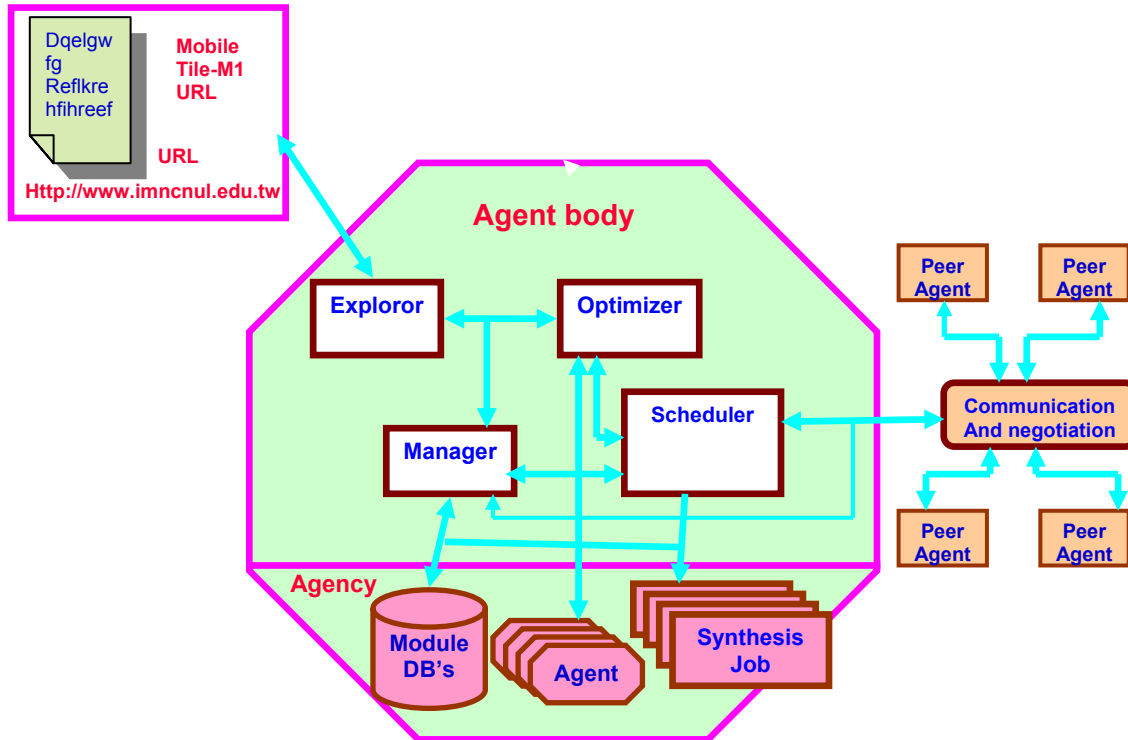 Dqelgw
fg
Reflkre
hfihreef
Mobile
Tile-M1
URL
URL
Http://www.imncnul.edu.tw
Agent body
Exploror
Optimizer
Scheduler
Manager
Peer
Agent
Peer
Agent
Communication
And negotiation
Peer
Agent
Peer
Agent
Agency
Module
DB's
Agent
Synthesis
Job